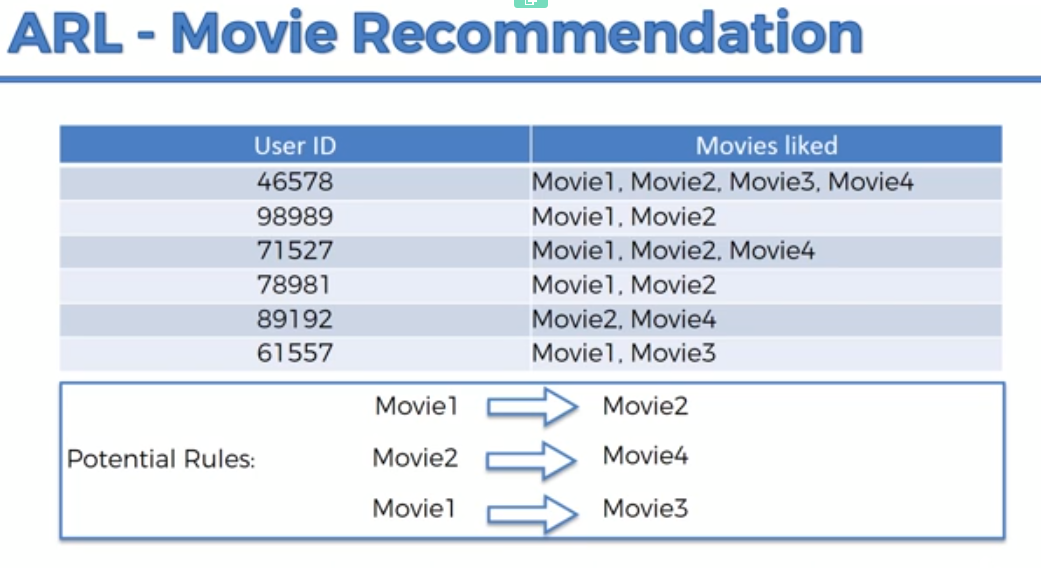 ARL - Movie Recommendation
User ID Movies liked
46578 Movie1, Movie2, Movie3, Movie4
98989 Movie1, Movie2
71527 Movie1, Movie2, Movie4
78981 Movie1, Movie2
89192 Movie2, Movie4
61557 Movie1, Movie3
Movie1 Movie2
Potential Rules: Movie2 Movie4
Movie1 Movie3